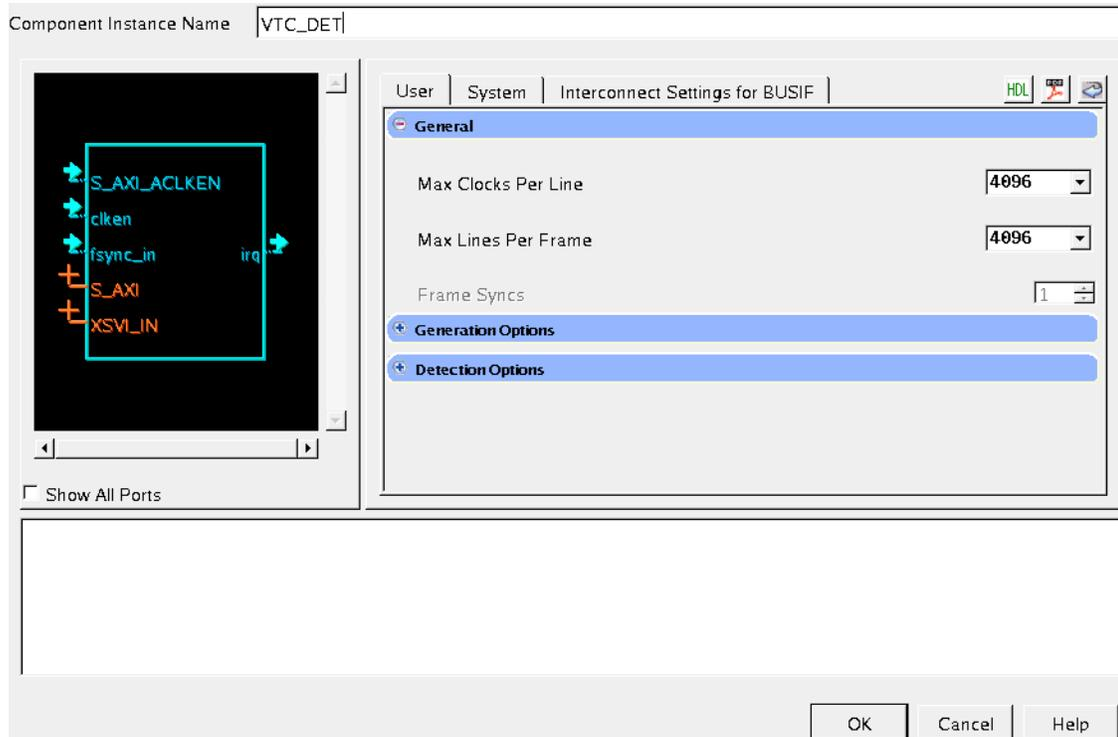 Component Instance Name VTC_DET
User System Interconnect Settings for BUSIF HDL PDF
General
S_AXI_ACLKEN
clken
fsync_in irq
S_AXI
XSVI_IN
Max Clocks Per Line 4096
Max Lines Per Frame 4096
Frame Syncs 1
Generation Options
Detection Options
Show All Ports
OK Cancel Help